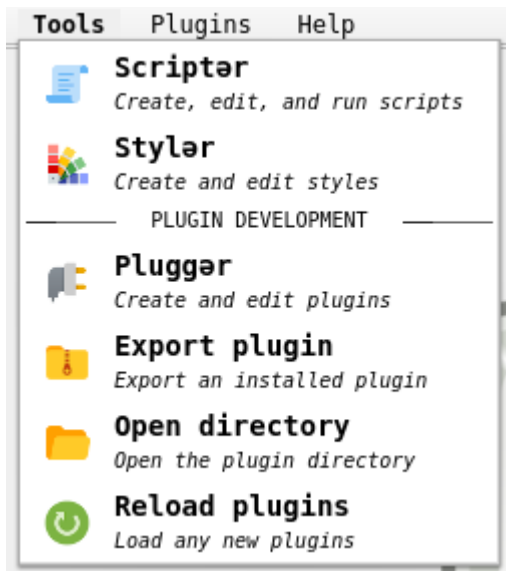 Tools Plugins Help
Scriptər
Create, edit, and run scripts
Stylər
Create and edit styles
PLUGIN DEVELOPMENT
Pluggər
Create and edit plugins
Export plugin
Export an installed plugin
Open directory
Open the plugin directory
Reload plugins
Load any new plugins